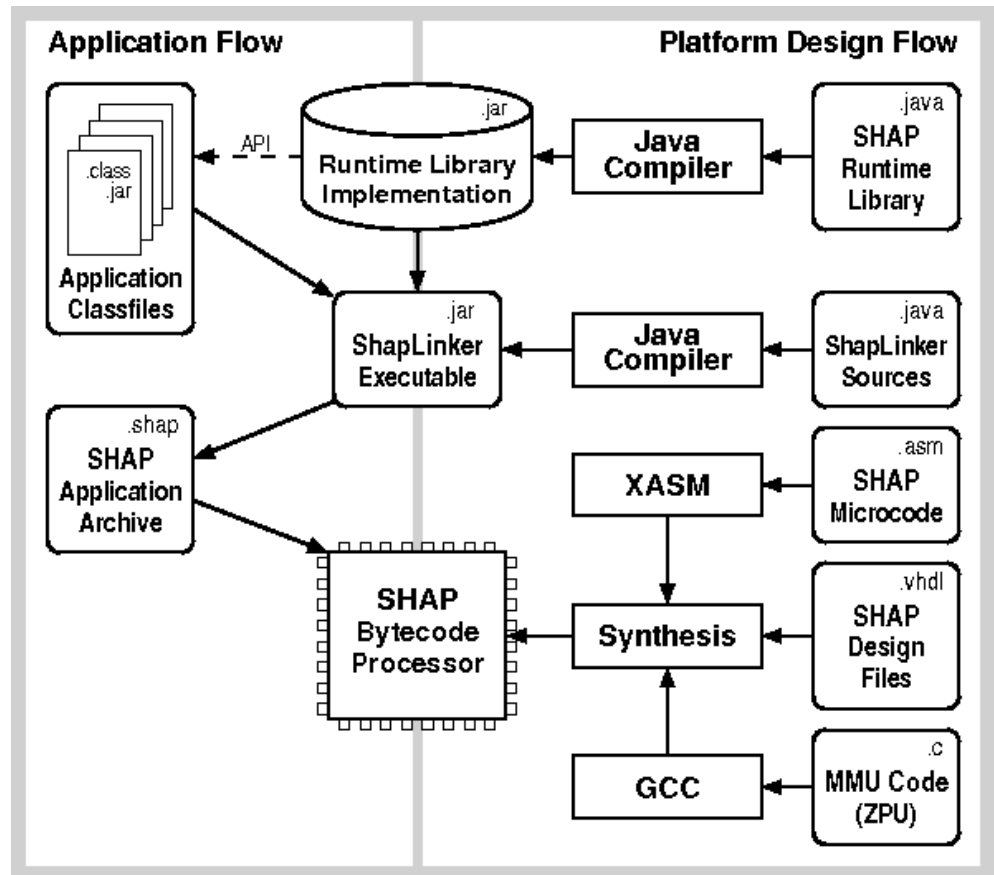 Application Flow
Platform Design Flow
.class
.jar
Application
Classfiles
API
.jar
Runtime Library
Implementation
Java
Compiler
.java
SHAP
Runtime
Library
.jar
ShapLinker
Executable
Java
Compiler
.java
ShapLinker
Sources
.shap
SHAP
Application
Archive
XASM
.asm
SHAP
Microcode
SHAP
Bytecode
Processor
Synthesis
.vhdl
SHAP
Design
Files
GCC
.c
MMU Code
(ZPU)